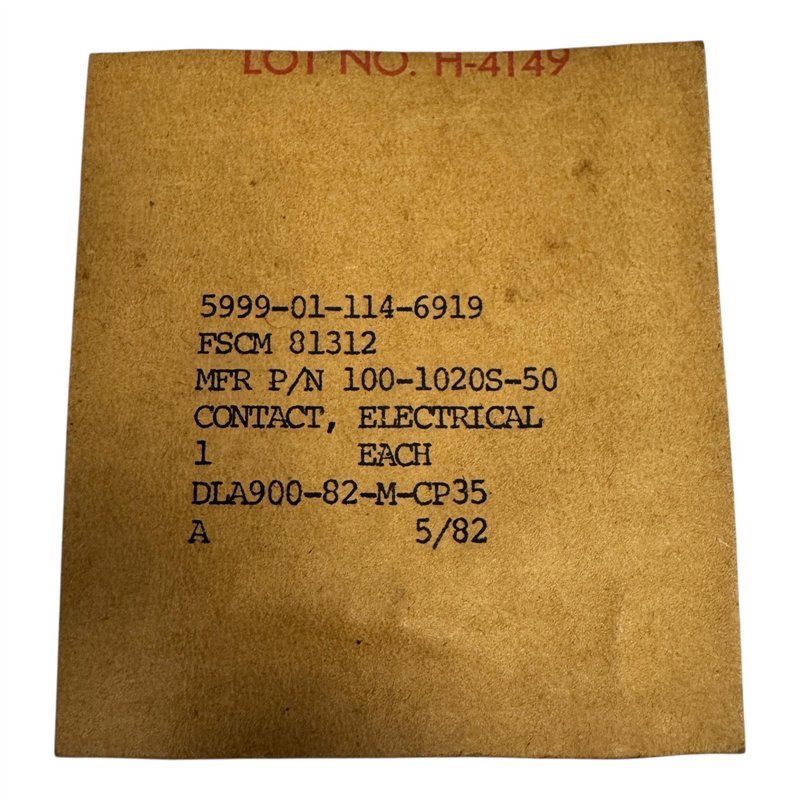 LOT NO. H-4149
5999-01-114-6919
FSCM 81312
MFR P/N 100-1020S-50
CONTACT, ELECTRICAL
1 EACH
DLA900-82-M-CP35
A 5/82